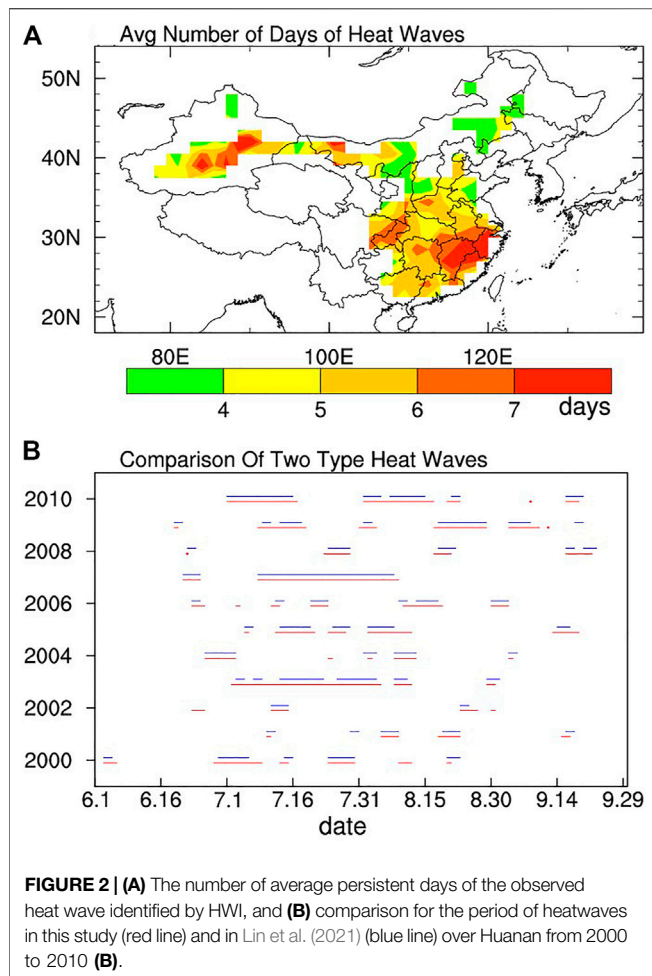 A
Avg Number of Days of Heat Waves
50N
40N
30N
20N
80E 100E 120E
4 5 6 7 days
B
Comparison Of Two Type Heat Waves
2010
2008
2006
2004
2002
2000
6.1 6.16 7.1 7.16 7.31 8.15 8.30 9.14 9.29
date
FIGURE 2 | (A) The number of average persistent days of the observed
heat wave identified by HWI, and (B) comparison for the period of heatwaves
in this study (red line) and in Lin et al. (2021) (blue line) over Huanan from 2000
to 2010 (B).